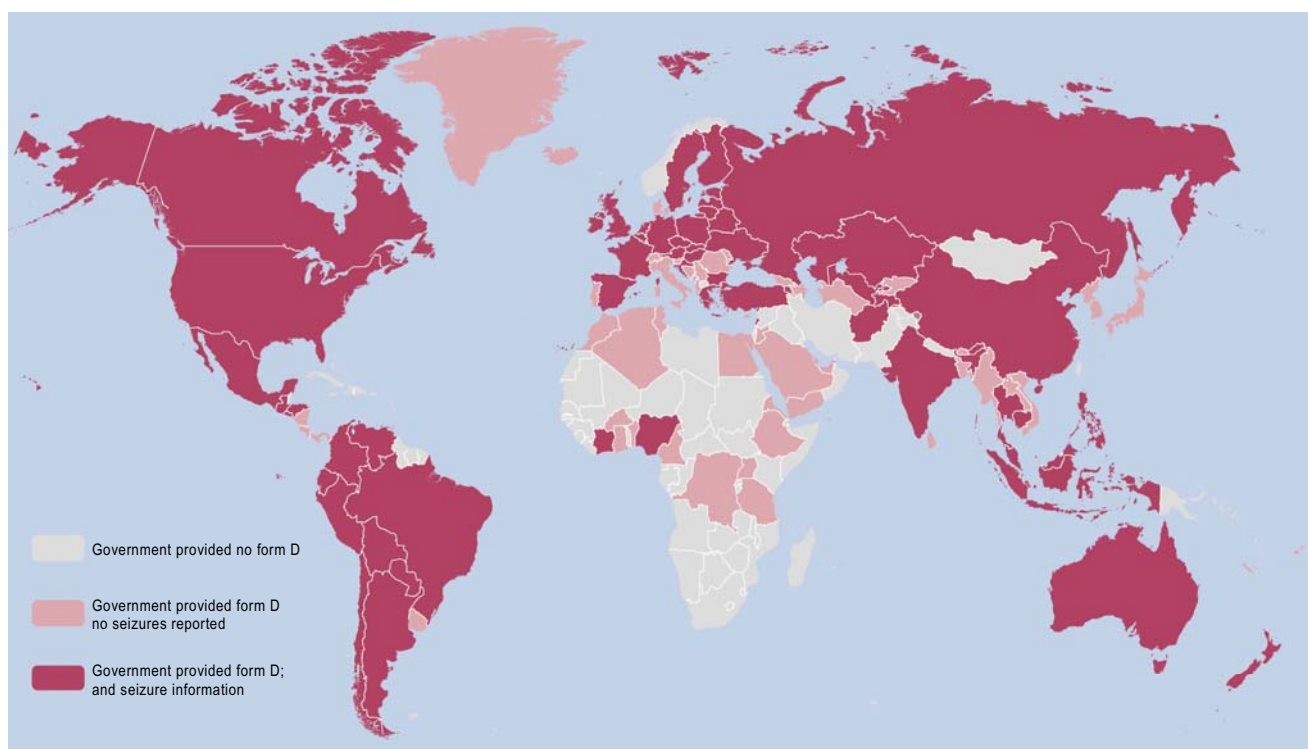 Government provided no form D
Government provided form D
no seizures reported
Government provided form D;
and seizure information